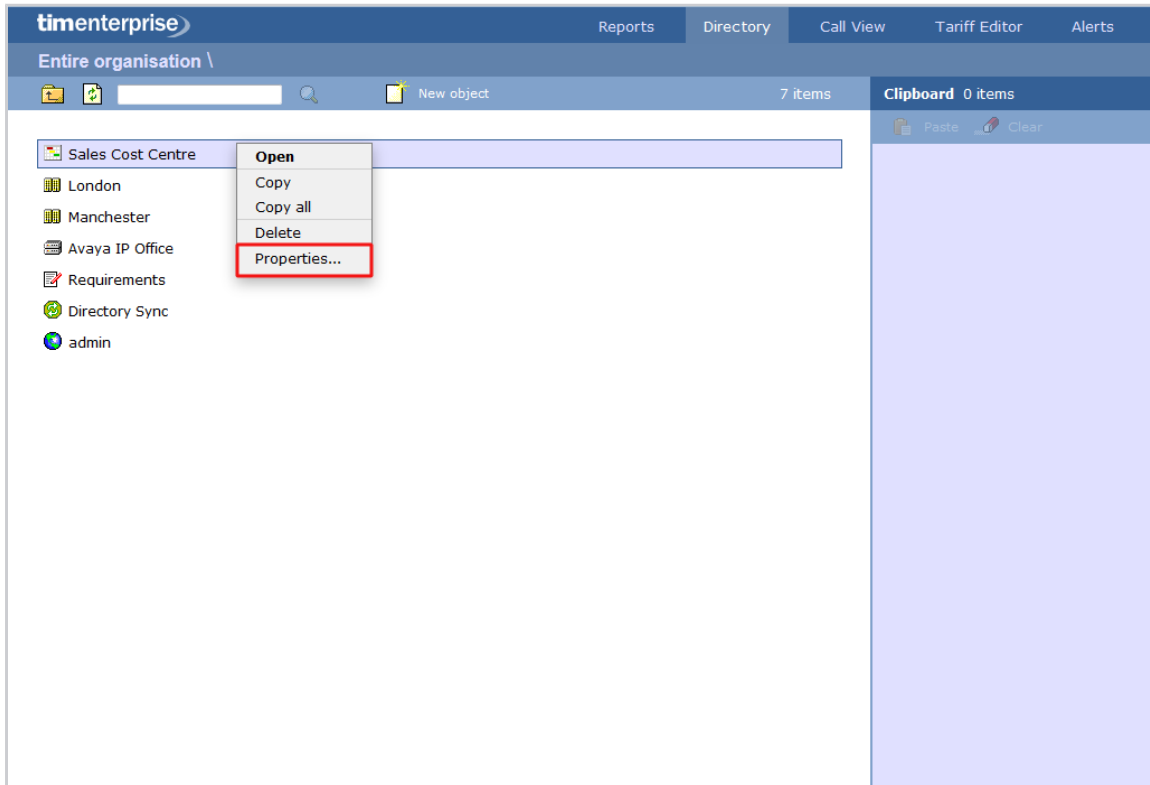 timenterprise
Reports Directory Call View Tariff Editor Alerts
Entire organisation \
New object 7 items Clipboard 0 items
Paste Clear
Sales Cost Centre
Open
London
Copy
Copy all
Manchester
Delete
Avaya IP Office
Properties...
Requirements
Directory Sync
admin